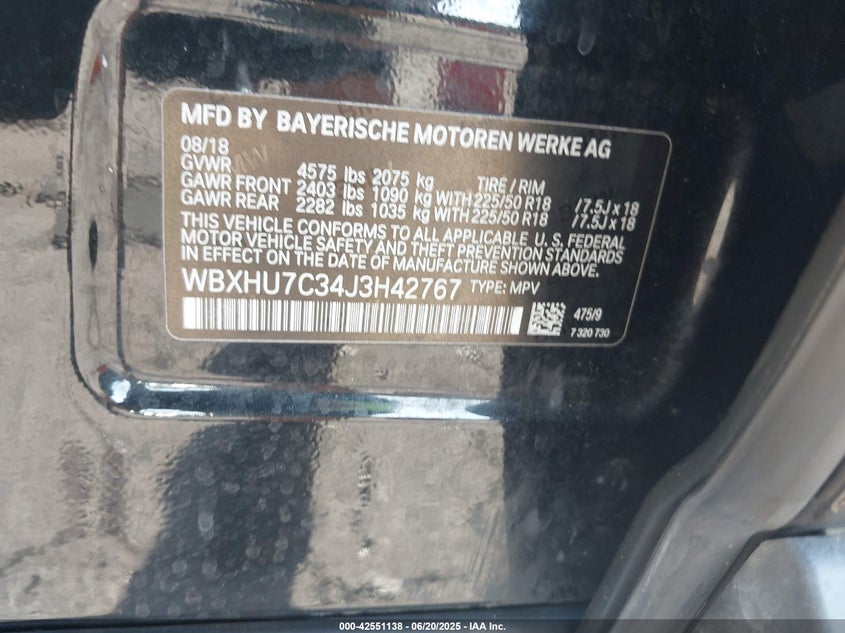 MFD BY BAYERISCHE MOTOREN WERKE AG
08/18
GVWR 4575 lbs 2075 kg TIRE / RIM
GAWR FRONT 2403 lbs 1090 kg WITH 225/50 R18 /7.5J x 18
GAWR REAR 2282 lbs 1035 kg WITH 225/50 R18 /7.5J x 18
THIS VEHICLE CONFORMS TO ALL APPLICABLE U.S. FEDERAL
MOTOR VEHICLE SAFETY AND THEFT PREVENTION STANDARDS
IN EFFECT ON THE DATE OF MANUFACTURE SHOWN ABOVE.
WBXHU7C34J3H42767 TYPE: MPV
475/9
7 320 730
000-42551138 - 06/20/2025 - IAA Inc.